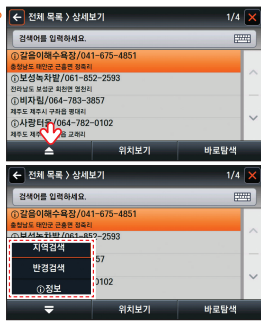 전체 목록 > 상세보기 1/4
검색어를 입력하세요.
ⓘ갈음이해수욕장/041-675-4851
충청남도 태안군 근흥면 정죽리
ⓘ보성녹차밭/061-852-2593
전라남도 보성군 회천면 영천리
ⓘ비자림/064-783-3857
제주도 제주시 구좌읍 평대리
ⓘ사랑터울/064-782-0102
제주도 제주 읍 교래리
위치보기 바로탐색
전체 목록 > 상세보기 1/4
검색어를 입력하세요.
ⓘ갈음이해수욕장/041-675-4851
충청남도 태안군 근흥면 정죽리
ⓘ보성녹차밭/061-852-2593
지역검색
57
반경검색
0102
ⓘ정보
위치보기 바로탐색